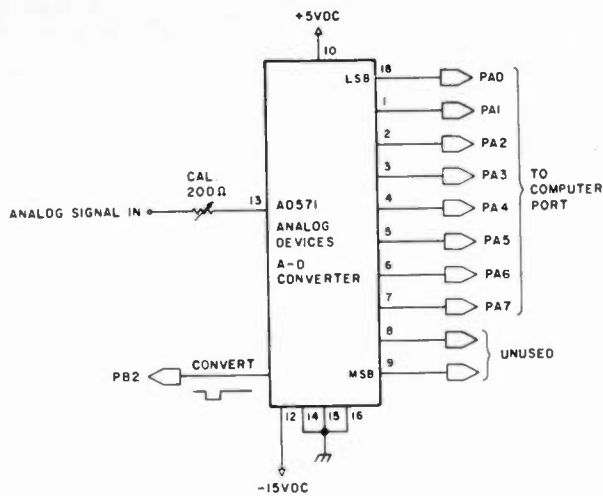 +5VDC
10
LSB
18
PA0
1
PA1
2
PA2
CAL.
200Ω
3
PA3
TO
COMPUTER
PORT
ANALOG SIGNAL IN
13
AD571
4
PA4
ANALOG
DEVICES
5
PA5
A-D
CONVERTER
6
PA6
7
PA7
8
UNUSED
PB2
CONVERT
MSB
9
12
14
15
16
-15VDC